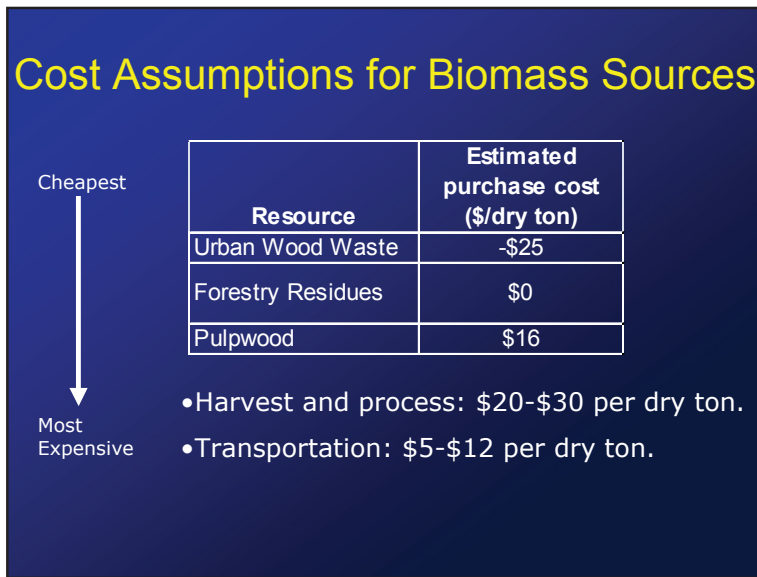 Cost Assumptions for Biomass Sources
Cheapest
Most
Expensive
Resource Estimated purchase cost ($/dry ton)
Urban Wood Waste -$25
Forestry Residues $0
Pulpwood $16
•Harvest and process: $20-$30 per dry ton.
•Transportation: $5-$12 per dry ton.